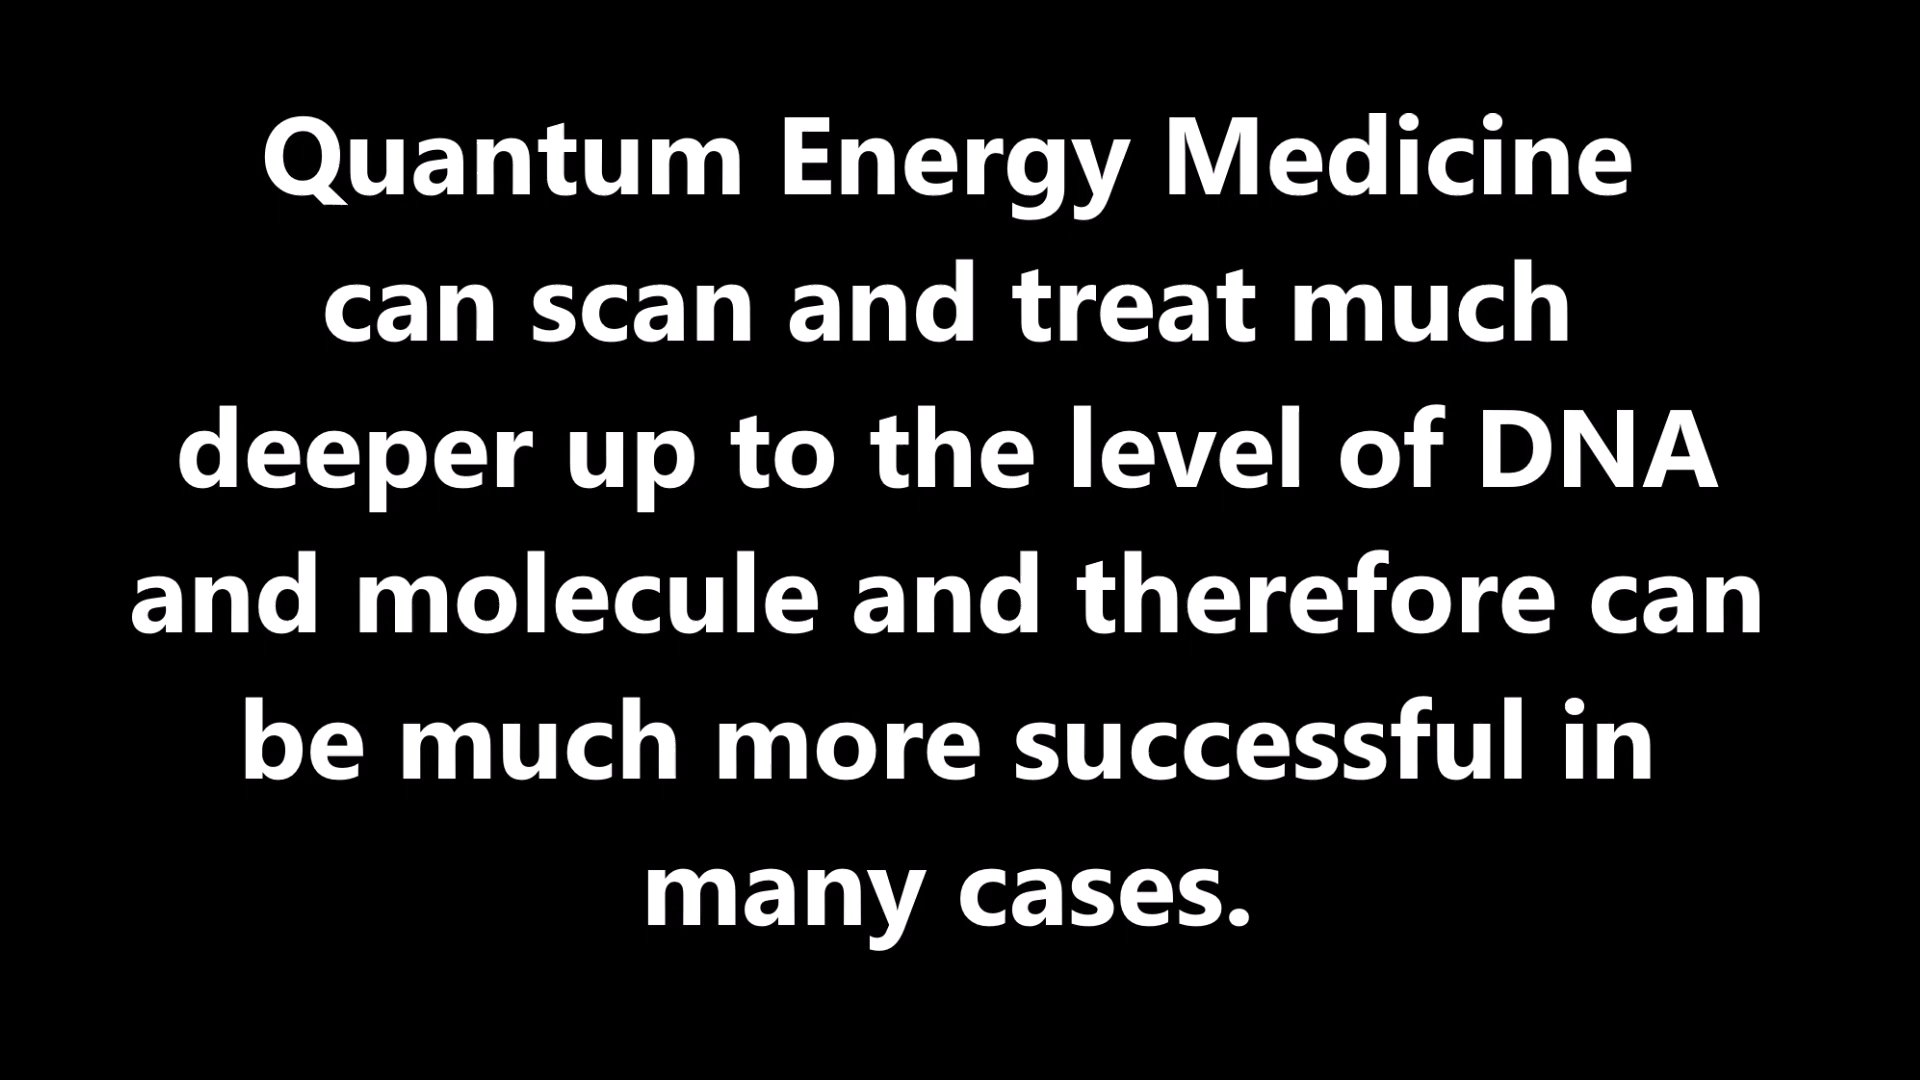 Quantum Energy Medicine
can scan and treat much
deeper up to the level of DNA
and molecule and therefore can
be much more successful in
many cases.